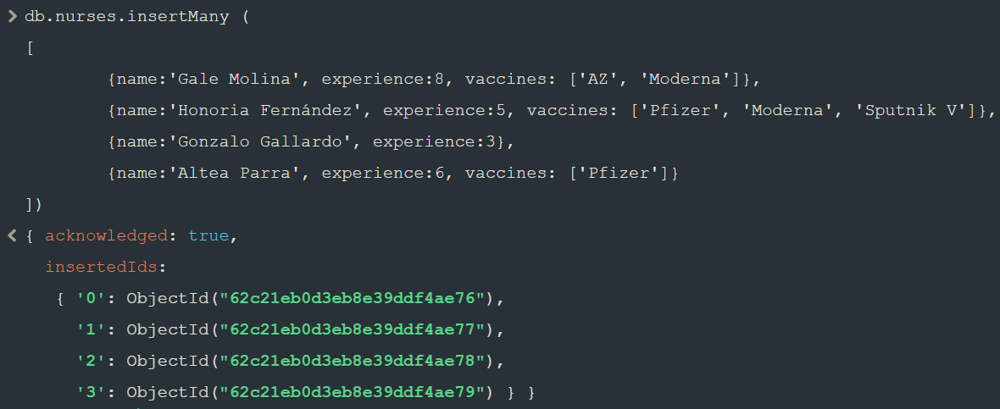 > db.nurses.insertMany (
[
{name:'Gale Molina', experience:8, vaccines: ['AZ', 'Moderna']},
{name:'Honoria Fernández', experience:5, vaccines: ['Pfizer', 'Moderna', 'Sputnik V']},
{name:'Gonzalo Gallardo', experience:3},
{name:'Altea Parra', experience:6, vaccines: ['Pfizer']}
])
< { acknowledged: true,
insertedIds:
{ '0': ObjectId("62c21eb0d3eb8e39ddf4ae76"),
'1': ObjectId("62c21eb0d3eb8e39ddf4ae77"),
'2': ObjectId("62c21eb0d3eb8e39ddf4ae78"),
'3': ObjectId("62c21eb0d3eb8e39ddf4ae79") } }